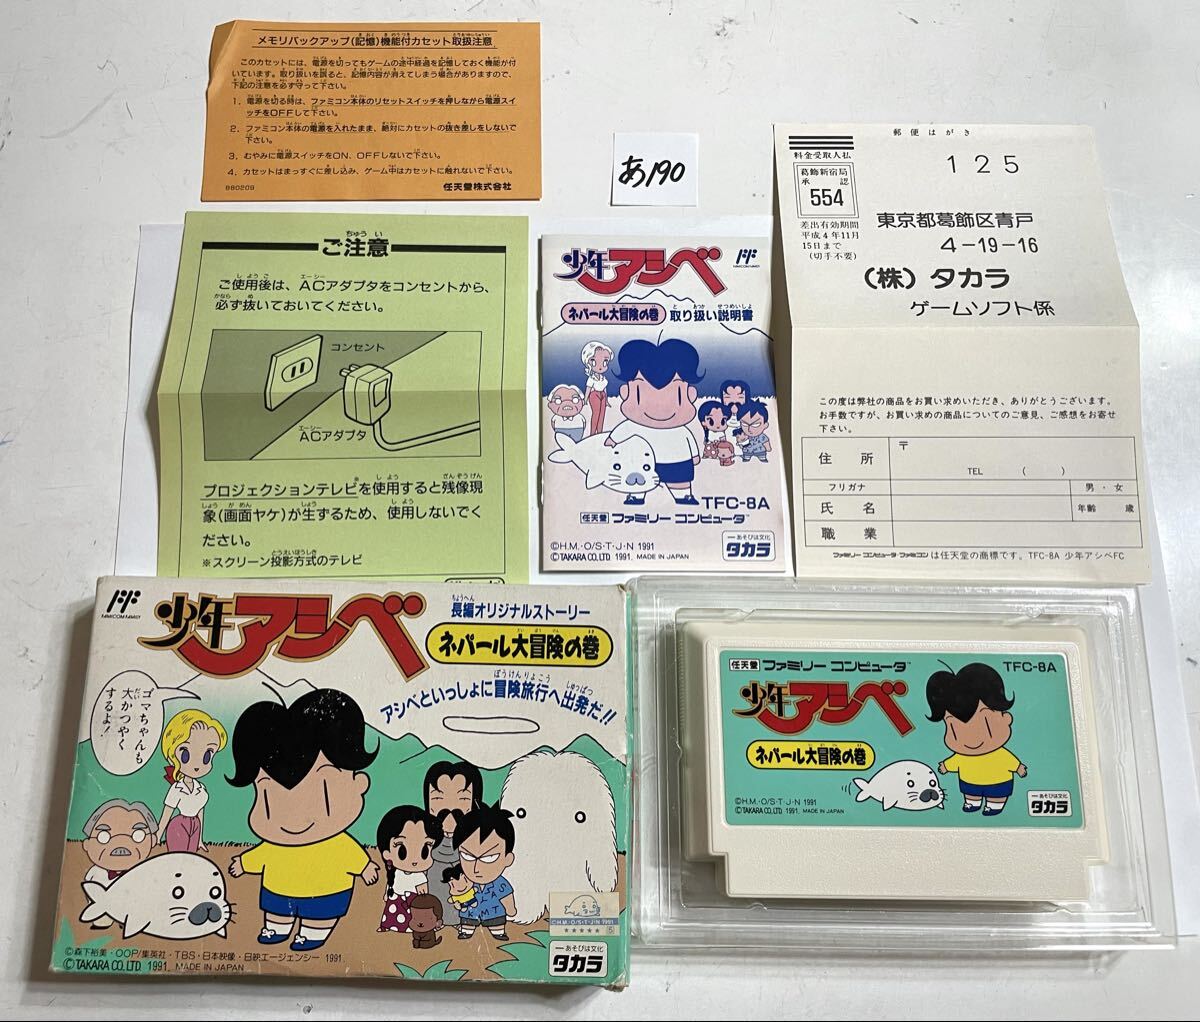 メモリバックアップ(記憶)機能付カセット取扱注意
このカセットには、電源を切ってもゲームの途中経過を記憶しておく機能が付
いています。取り扱いを誤ると、記憶内容が消えてしまう場合がありますので、
下記の注意を必ず守って下さい。
1. 電源を切る時は、ファミコン本体のリセットスイッチを押しながら電源スイ
ッチをOFFして下さい。
2. ファミコン本体の電源を入れたまま、絶対にカセットの抜き差しをしないで
下さい。
3. むやみに電源スイッチをON、OFFしないで下さい。
4. カセットはまっすぐに差し込み、ゲーム中はカセットに触れないで下さい。
880209
任天堂株式会社
あ190
ご注意
ご使用後は、ACアダプタをコンセントから、
必ず抜いておいてください。
コンセント
ACアダプタ
プロジェクションテレビを使用すると残像現
象(画面ヤケ)が生ずるため、使用しないでく
ださい。
※スクリーン投影方式のテレビ
少年アシベ
FAMICOM FAMILY
ネパール大冒険の巻
取り扱い説明書
TFC-8A
任天堂 ファミリーコンピュータ
©H.M.・O/S・T・J・N 1991
©TAKARA CO.,LTD. 1991. MADE IN JAPAN
あそびは文化
タカラ
郵便はがき
料金受取人払
葛飾新宿局
承認
554
差出有効期間
平成4年11月
15日まで
(切手不要)
125
東京都葛飾区青戸
4-19-16
(株)タカラ
ゲームソフト係
この度は弊社の商品をお買い求めいただき、ありがとうございます。
お手数ですが、お買い求めの商品についてのご意見、ご感想をお寄せ
下さい。
住所
〒
TEL ( )
フリガナ
男・女
氏名
年齢 歳
職業
ファミリーコンピュータ・ファミコンは任天堂の商標です。TFC-8A 少年アシベFC
FAMICOM FAMILY
少年アシベ
長編オリジナルストーリー
ネパール大冒険の巻
アシベといっしょに冒険旅行へ出発だ!!
ゴマちゃんも
大かつやく
するよ!
©H.M.・O/S・T・J・N 1991
★★★★★ 5
©森下裕美・OOP/集英社・TBS・日本映像・日映エージェンシー 1991.
©TAKARA CO.,LTD. 1991. MADE IN JAPAN
あそびは文化
タカラ
任天堂 ファミリーコンピュータ
TFC-8A
少年アシベ
ネパール大冒険の巻
©H.M.・O/S・T・J・N 1991
©TAKARA CO.,LTD. 1991. MADE IN JAPAN
あそびは文化
タカラ